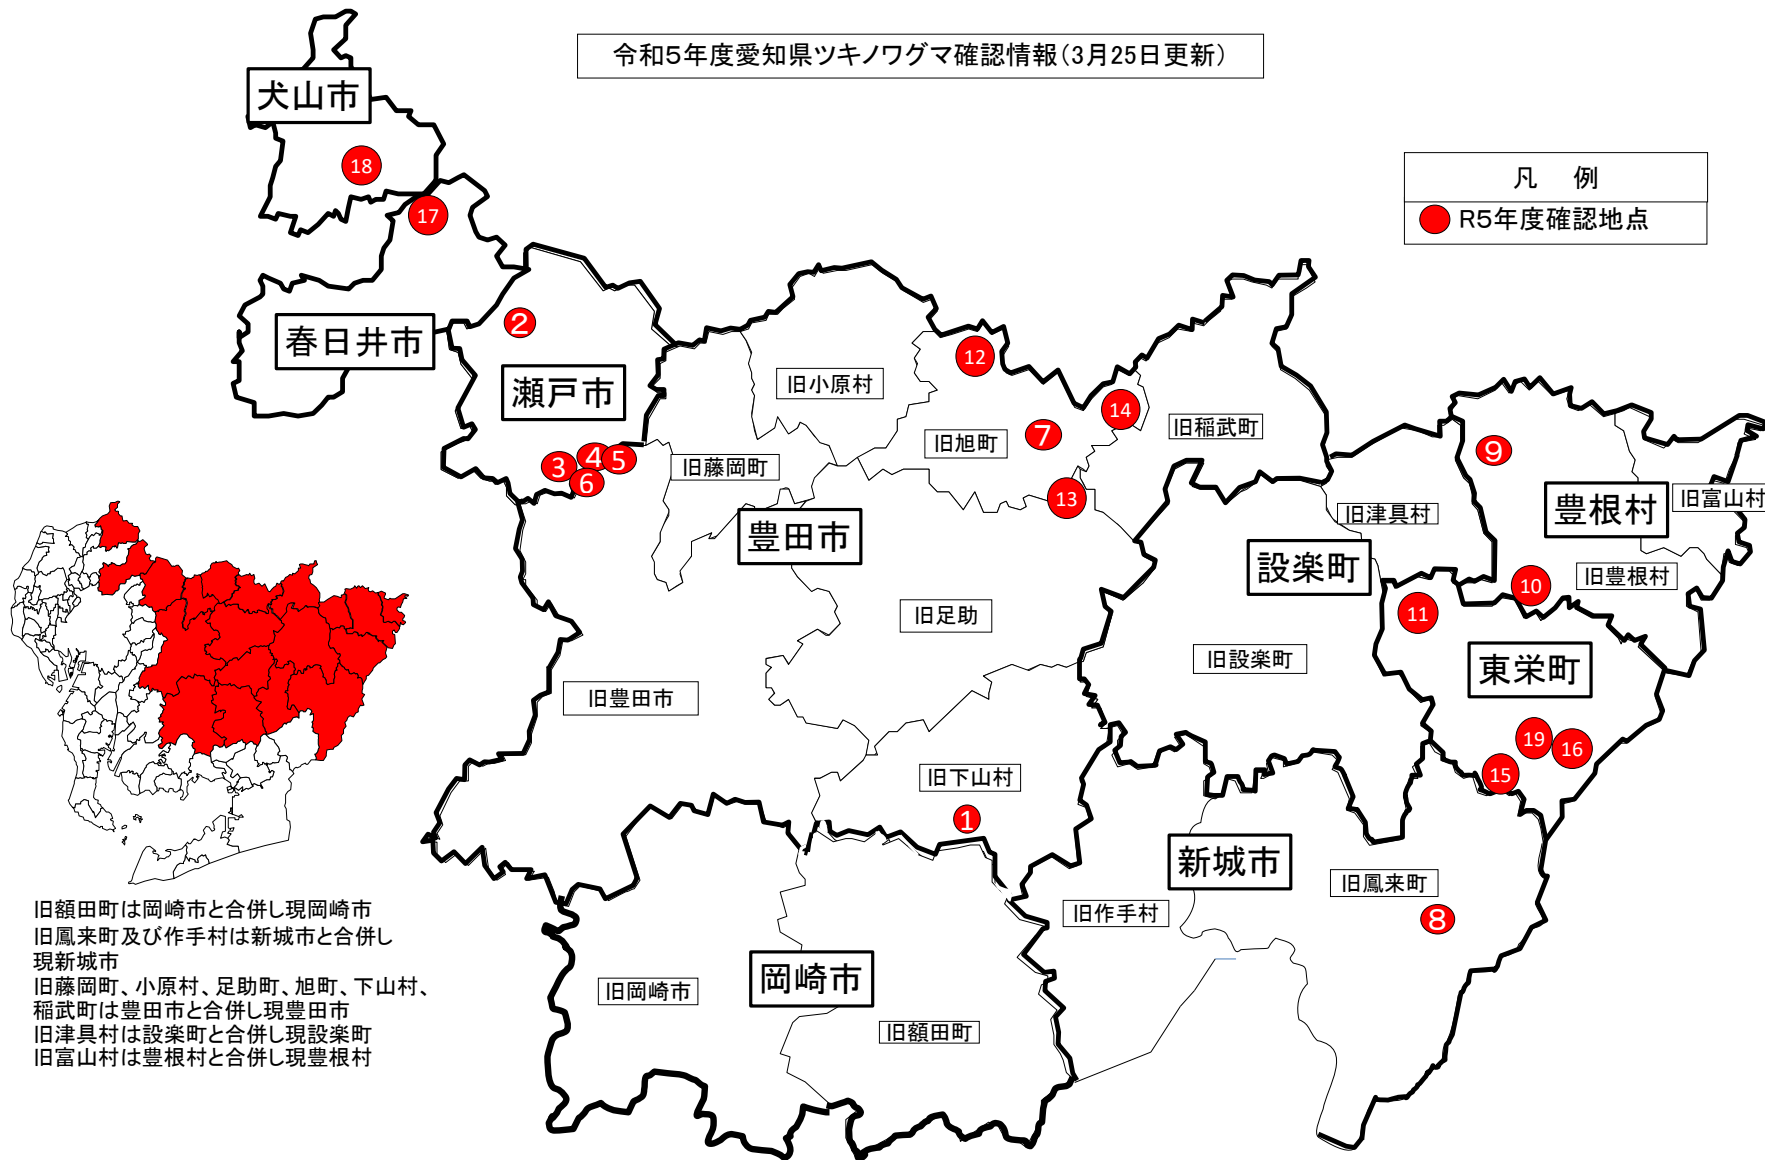 令和5年度愛知県ツキノワグマ確認情報（3月25日更新）
犬山市
18
17
凡　例
R5年度確認地点
春日井市
2
瀬戸市
3
4
5
6
旧小原村
12
旧旭町
7
14
旧稲武町
旧藤岡町
13
豊田市
9
旧津具村
豊根村
旧富山村
設楽町
10
旧豊根村
旧足助
11
旧設楽町
東栄町
旧豊田市
19
16
15
旧下山村
1
新城市
旧鳳来町
8
旧作手村
岡崎市
旧岡崎市
旧額田町
旧額田町は岡崎市と合併し現岡崎市
旧鳳来町及び作手村は新城市と合併し
現新城市
旧藤岡町、小原村、足助町、旭町、下山村、
稲武町は豊田市と合併し現豊田市
旧津具村は設楽町と合併し現設楽町
旧富山村は豊根村と合併し現豊根村